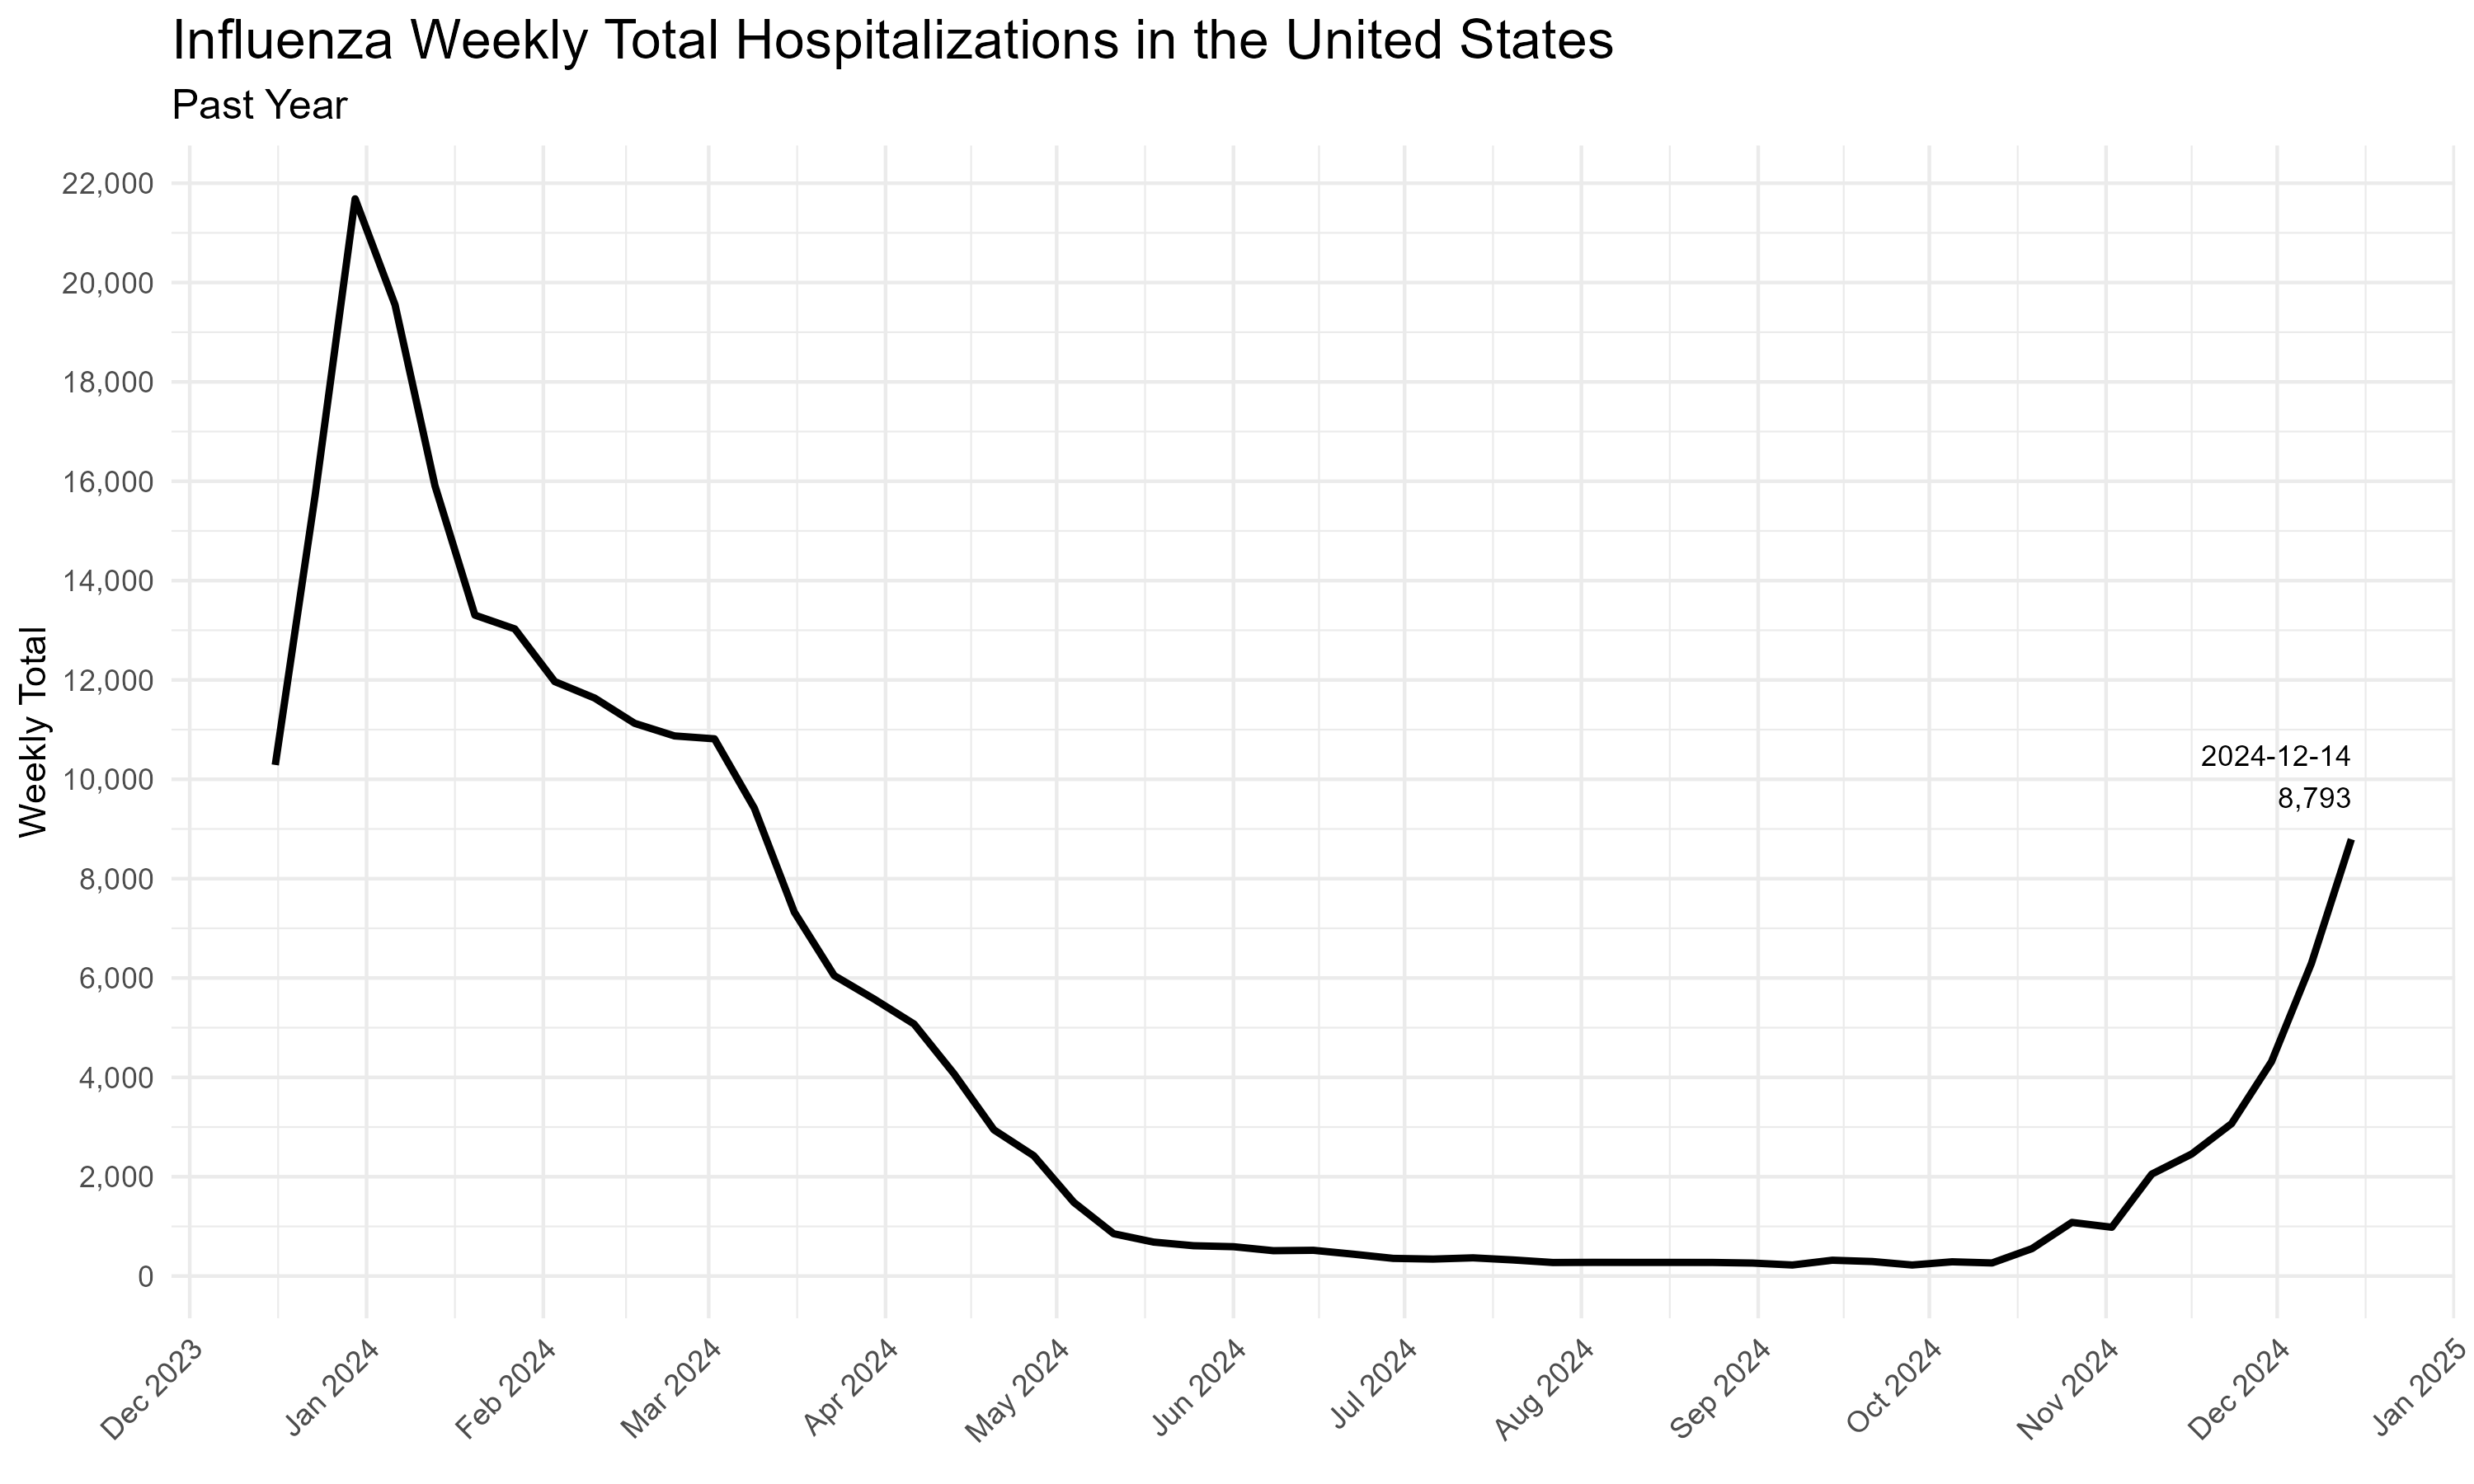 Influenza Weekly Total Hospitalizations in the United States
Past Year
Weekly Total
22,000
20,000
18,000
16,000
14,000
12,000
10,000
8,000
6,000
4,000
2,000
0
2024-12-14
8,793
Dec 2023
Jan 2024
Feb 2024
Mar 2024
Apr 2024
May 2024
Jun 2024
Jul 2024
Aug 2024
Sep 2024
Oct 2024
Nov 2024
Dec 2024
Jan 2025